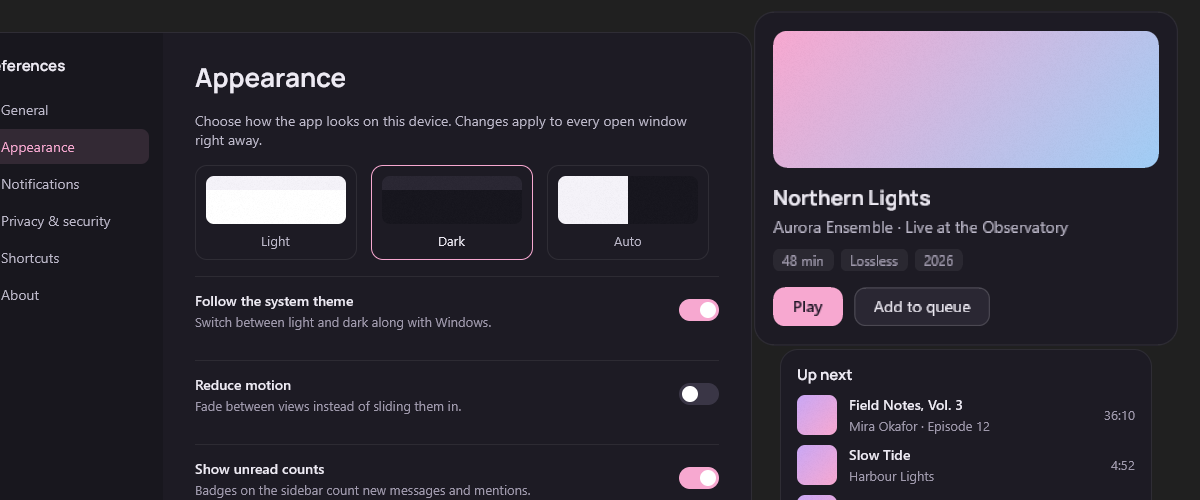 ferences
General
Appearance
Notifications
Privacy & security
Shortcuts
About
Appearance
Choose how the app looks on this device. Changes apply to every open window
right away.
Light
Dark
Auto
Follow the system theme
Switch between light and dark along with Windows.
Reduce motion
Fade between views instead of sliding them in.
Show unread counts
Badges on the sidebar count new messages and mentions.
Northern Lights
Aurora Ensemble · Live at the Observatory
48 min
Lossless
2026
Play
Add to queue
Up next
Field Notes, Vol. 3
36:10
Mira Okafor · Episode 12
Slow Tide
4:52
Harbour Lights